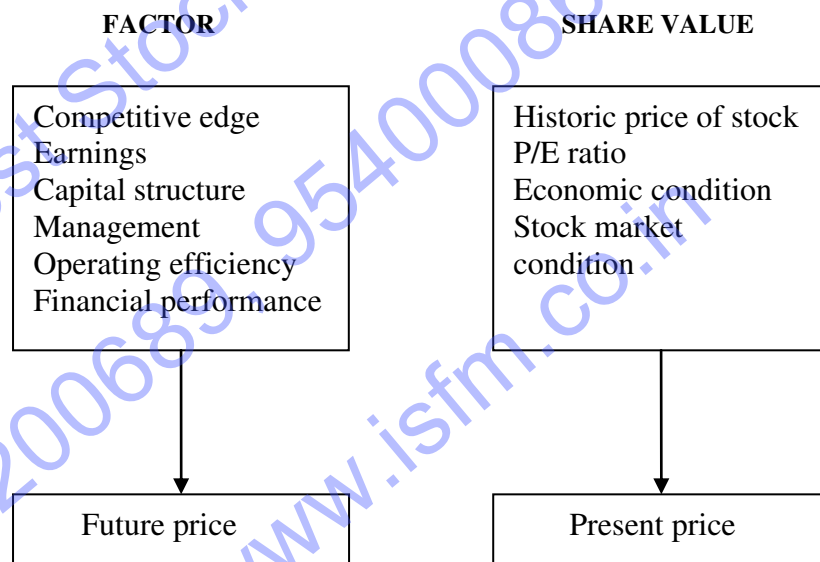 FACTOR
SHARE VALUE
Competitive edge
Earnings
Capital structure
Management
Operating efficiency
Financial performance
Historic price of stock
P/E ratio
Economic condition
Stock market
condition
Future price
Present price
www.isfm.co.in